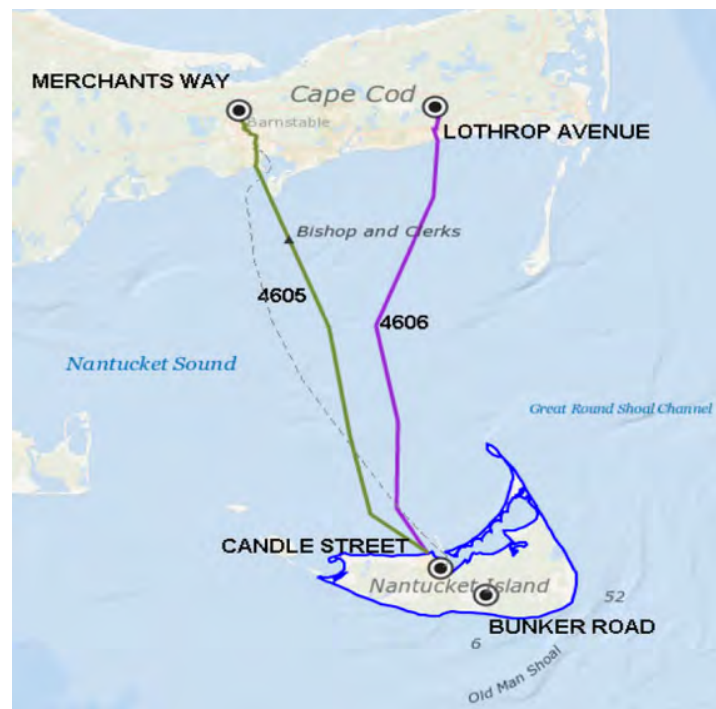 MERCHANTS WAY
Cape Cod
Barnstable
LOTHROP AVENUE
Bishop and Clerks
4605
4606
Nantucket Sound
Great Round Shoal Channel
CANDLE STREET
Nantucket Island
52
BUNKER ROAD
6
Old Man Shoal